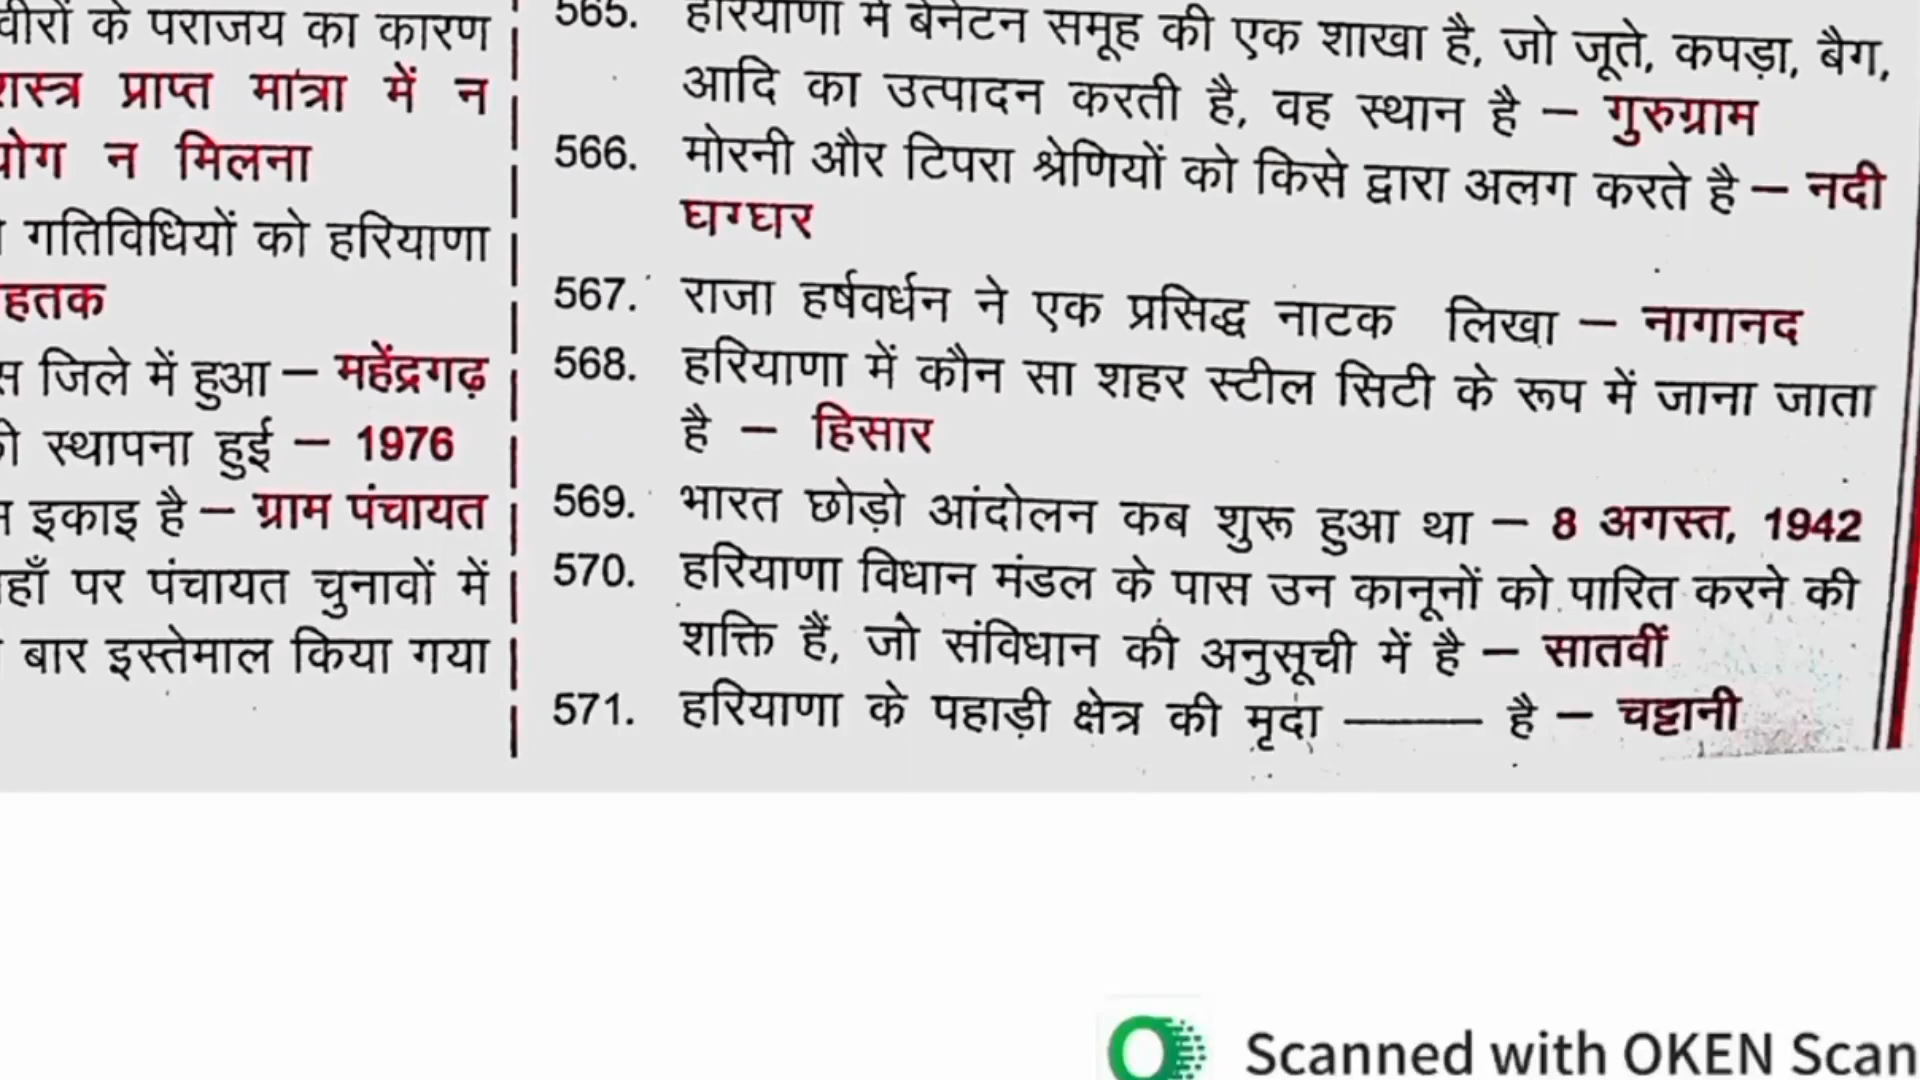 वीरों के पराजय का कारण
शस्त्र प्राप्त मात्रा में न
योग न मिलना
गतिविधियों को हरियाणा
हतक
स जिले में हुआ – महेंद्रगढ़
की स्थापना हुई – 1976
इकाइ है – ग्राम पंचायत
हाँ पर पंचायत चुनावों में
बार इस्तेमाल किया गया
565. हरियाणा में बेनेटन समूह की एक शाखा है, जो जूते, कपड़ा, बैग,
आदि का उत्पादन करती है, वह स्थान है – गुरुग्राम
566. मोरनी और टिपरा श्रेणियों को किसे द्वारा अलग करते है – नदी
घग्घर
567. राजा हर्षवर्धन ने एक प्रसिद्ध नाटक लिखा – नागानद
568. हरियाणा में कौन सा शहर स्टील सिटी के रूप में जाना जाता
है – हिसार
569. भारत छोड़ो आंदोलन कब शुरू हुआ था – 8 अगस्त, 1942
570. हरियाणा विधान मंडल के पास उन कानूनों को पारित करने की
शक्ति हैं, जो संविधान की अनुसूची में है – सातवीं
571. हरियाणा के पहाड़ी क्षेत्र की मृदा ——— है – चट्टानी
Scanned with OKEN Scan